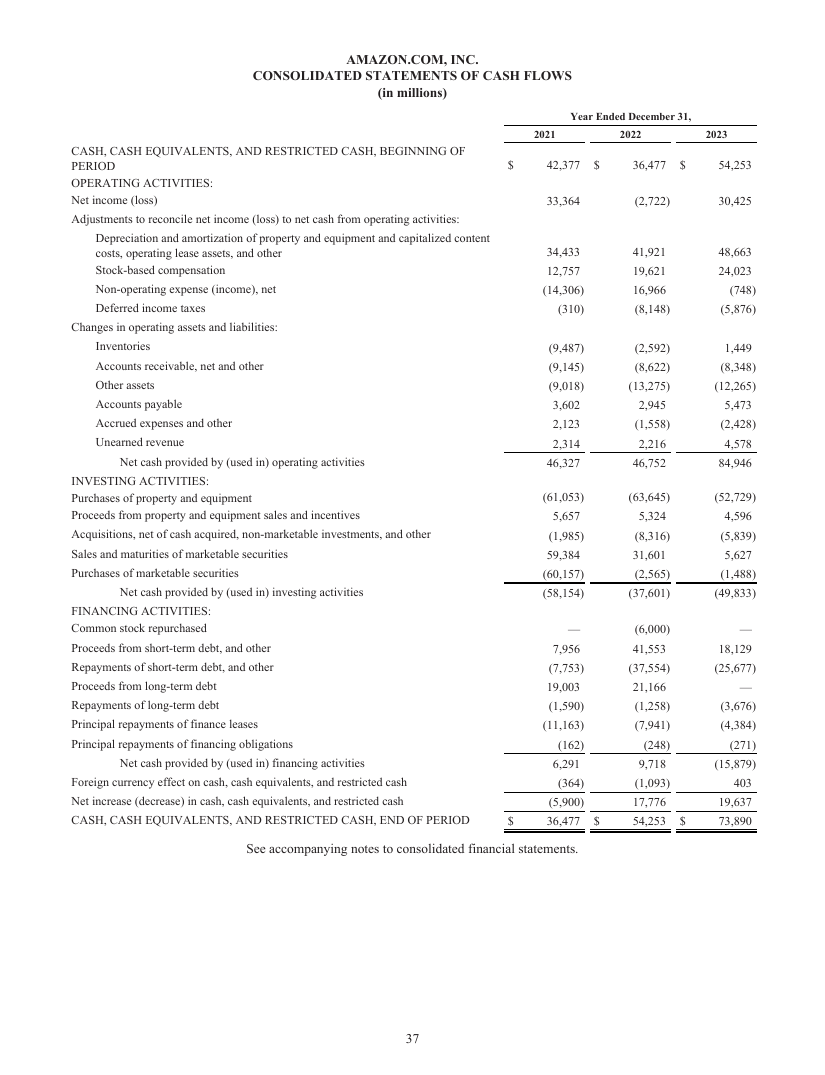 AMAZON.COM, INC.
CONSOLIDATED STATEMENTS OF CASH FLOWS
(in millions)
Year Ended December 31,
2021 2022 2023
CASH, CASH EQUIVALENTS, AND RESTRICTED CASH, BEGINNING OF
PERIOD $ 42,377 $ 36,477 $ 54,253
OPERATING ACTIVITIES:
Net income (loss) 33,364 (2,722) 30,425
Adjustments to reconcile net income (loss) to net cash from operating activities:
Depreciation and amortization of property and equipment and capitalized content
costs, operating lease assets, and other 34,433 41,921 48,663
Stock-based compensation 12,757 19,621 24,023
Non-operating expense (income), net (14,306) 16,966 (748)
Deferred income taxes (310) (8,148) (5,876)
Changes in operating assets and liabilities:
Inventories (9,487) (2,592) 1,449
Accounts receivable, net and other (9,145) (8,622) (8,348)
Other assets (9,018) (13,275) (12,265)
Accounts payable 3,602 2,945 5,473
Accrued expenses and other 2,123 (1,558) (2,428)
Unearned revenue 2,314 2,216 4,578
Net cash provided by (used in) operating activities 46,327 46,752 84,946
INVESTING ACTIVITIES:
Purchases of property and equipment (61,053) (63,645) (52,729)
Proceeds from property and equipment sales and incentives 5,657 5,324 4,596
Acquisitions, net of cash acquired, non-marketable investments, and other (1,985) (8,316) (5,839)
Sales and maturities of marketable securities 59,384 31,601 5,627
Purchases of marketable securities (60,157) (2,565) (1,488)
Net cash provided by (used in) investing activities (58,154) (37,601) (49,833)
FINANCING ACTIVITIES:
Common stock repurchased — (6,000) —
Proceeds from short-term debt, and other 7,956 41,553 18,129
Repayments of short-term debt, and other (7,753) (37,554) (25,677)
Proceeds from long-term debt 19,003 21,166 —
Repayments of long-term debt (1,590) (1,258) (3,676)
Principal repayments of finance leases (11,163) (7,941) (4,384)
Principal repayments of financing obligations (162) (248) (271)
Net cash provided by (used in) financing activities 6,291 9,718 (15,879)
Foreign currency effect on cash, cash equivalents, and restricted cash (364) (1,093) 403
Net increase (decrease) in cash, cash equivalents, and restricted cash (5,900) 17,776 19,637
CASH, CASH EQUIVALENTS, AND RESTRICTED CASH, END OF PERIOD $ 36,477 $ 54,253 $ 73,890
See accompanying notes to consolidated financial statements.
37